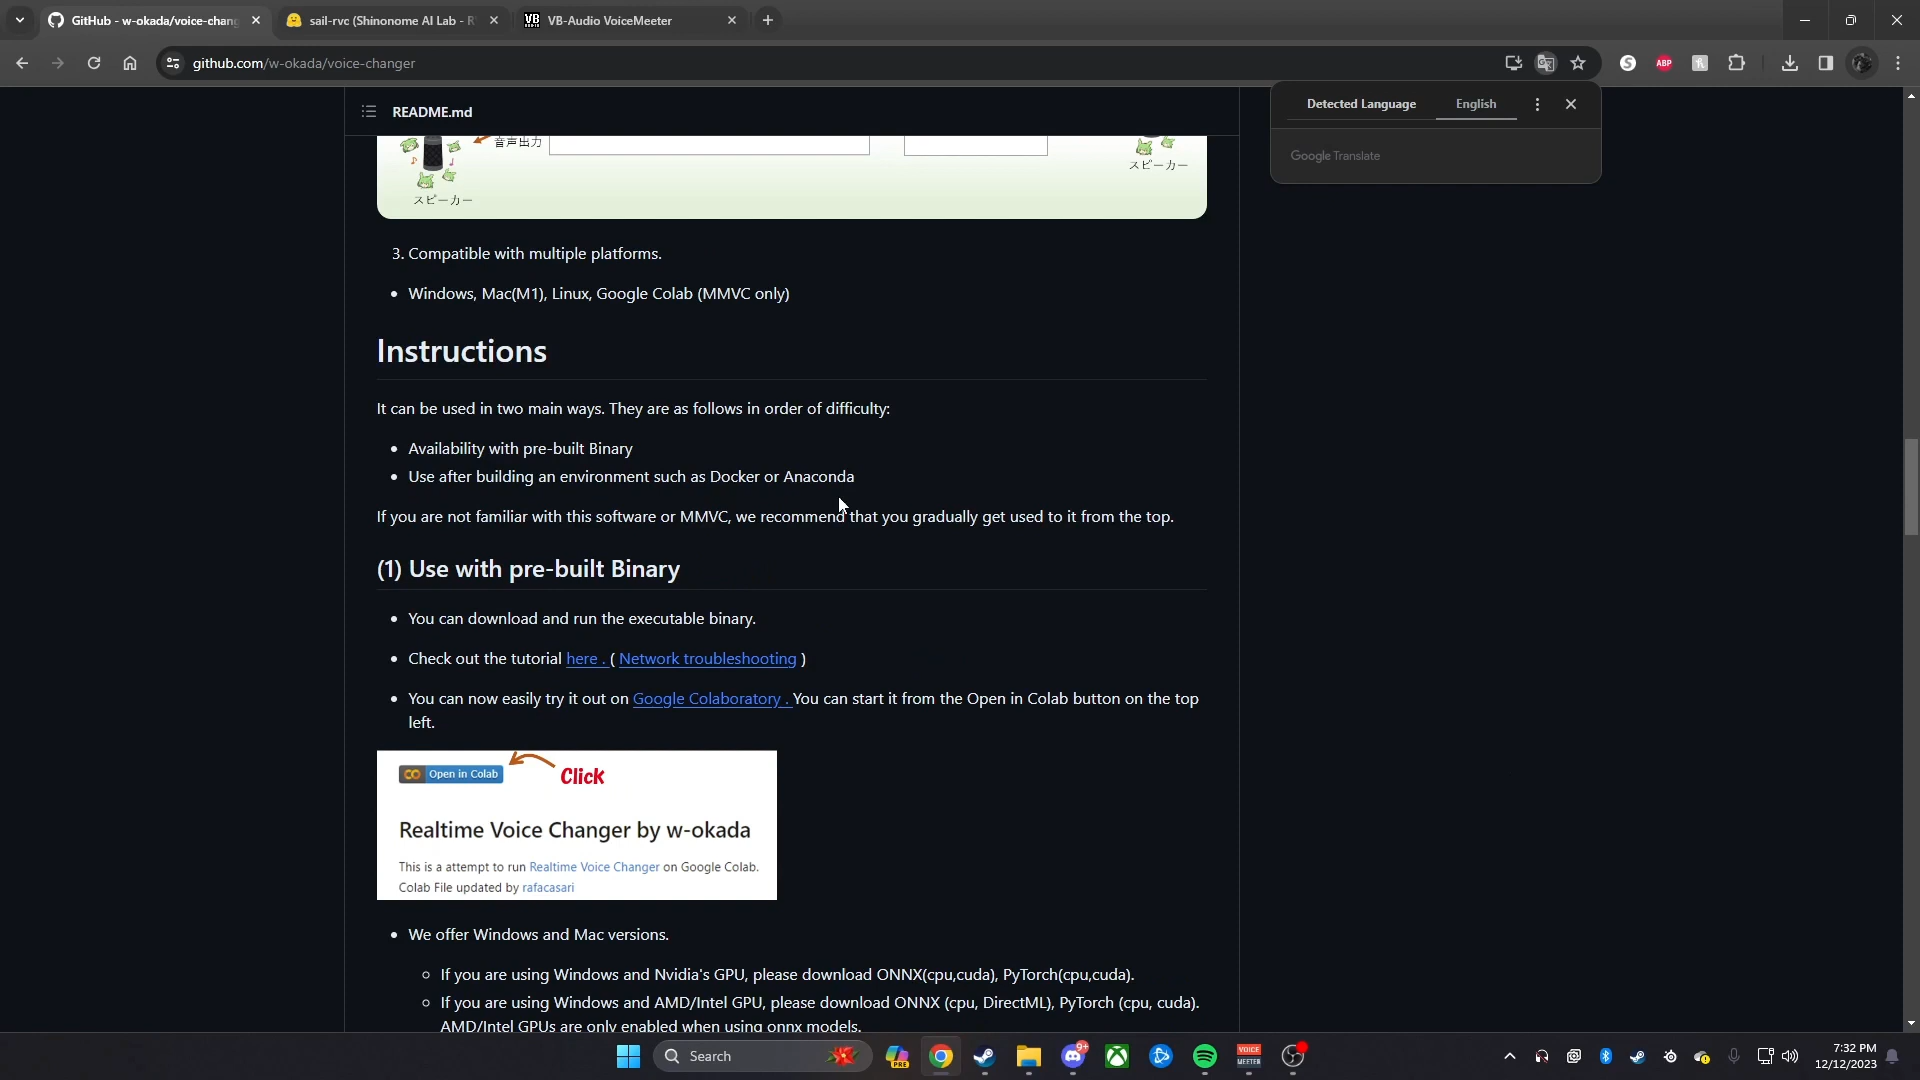 GitHub - w-okada/voice-chang
sail-rvc (Shinonome AI Lab - R
VB-Audio VoiceMeeter
github.com/w-okada/voice-changer
ABP
README.md
Detected Language
English
Google Translate
音声出力
スピーカー
スピーカー
3. Compatible with multiple platforms.
• Windows, Mac(M1), Linux, Google Colab (MMVC only)
Instructions
It can be used in two main ways. They are as follows in order of difficulty:
• Availability with pre-built Binary
• Use after building an environment such as Docker or Anaconda
If you are not familiar with this software or MMVC, we recommend that you gradually get used to it from the top.
(1) Use with pre-built Binary
• You can download and run the executable binary.
• Check out the tutorial here . ( Network troubleshooting )
• You can now easily try it out on Google Colaboratory . You can start it from the Open in Colab button on the top
left.
Open in Colab
Click
Realtime Voice Changer by w-okada
This is a attempt to run Realtime Voice Changer on Google Colab.
Colab File updated by rafacasari
• We offer Windows and Mac versions.
○ If you are using Windows and Nvidia's GPU, please download ONNX(cpu,cuda), PyTorch(cpu,cuda).
○ If you are using Windows and AMD/Intel GPU, please download ONNX (cpu, DirectML), PyTorch (cpu, cuda).
AMD/Intel GPUs are only enabled when using onnx models.
Search
PRE
9+
VOICE
MEETER
7:32 PM
12/12/2023